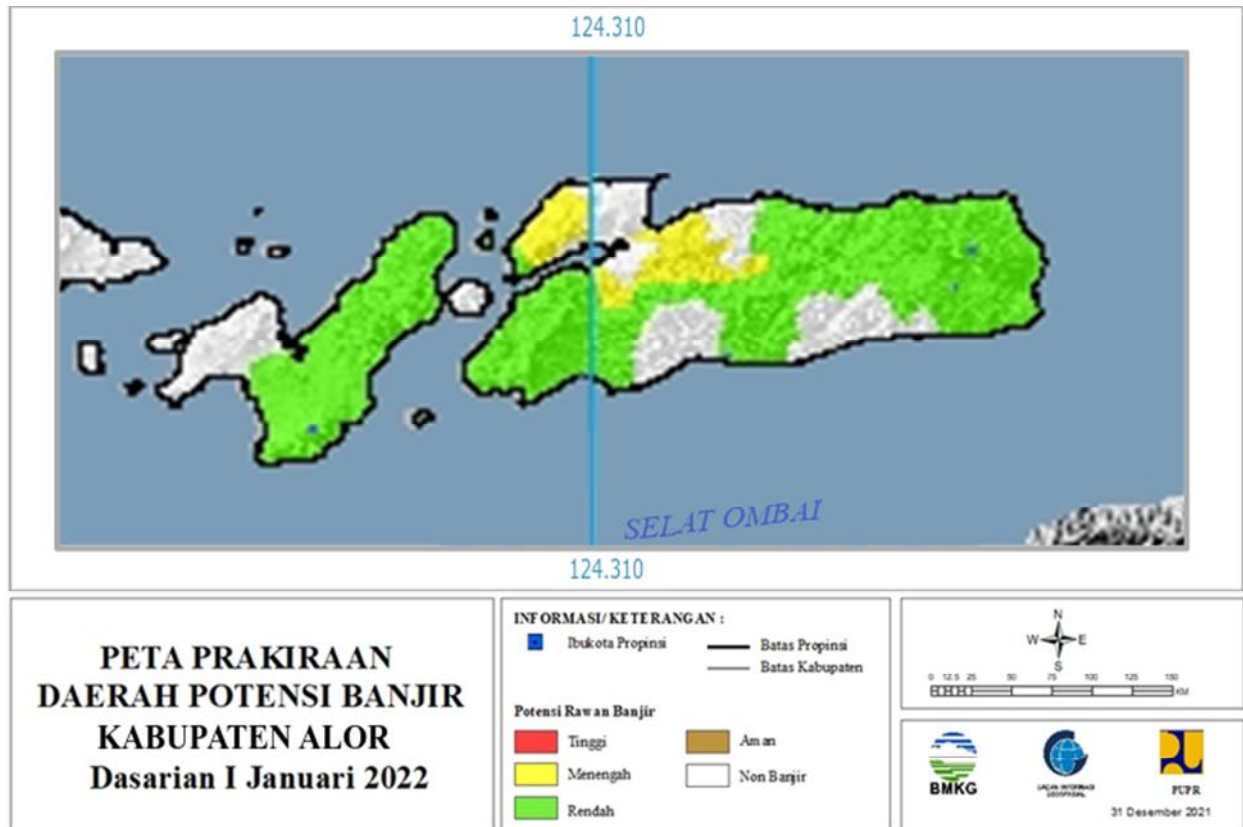 124.310
SELAT OMBAI
124.310
PETA PRAKIRAAN
DAERAH POTENSI BANJIR
KABUPATEN ALOR
Dasarian I Januari 2022
INFORMASI/ KETERANGAN :
Ibukota Propinsi
Batas Propinsi
Batas Kabupaten
Potensi Rawan Banjir
Tinggi
Aman
Menengah
Non Banjir
Rendah
N
W E
S
0 12.5 25 50 75 100 125 150
KM
BMKG
INFORMASI
GEOSPASIAL
PUPR
31 Desember 2021